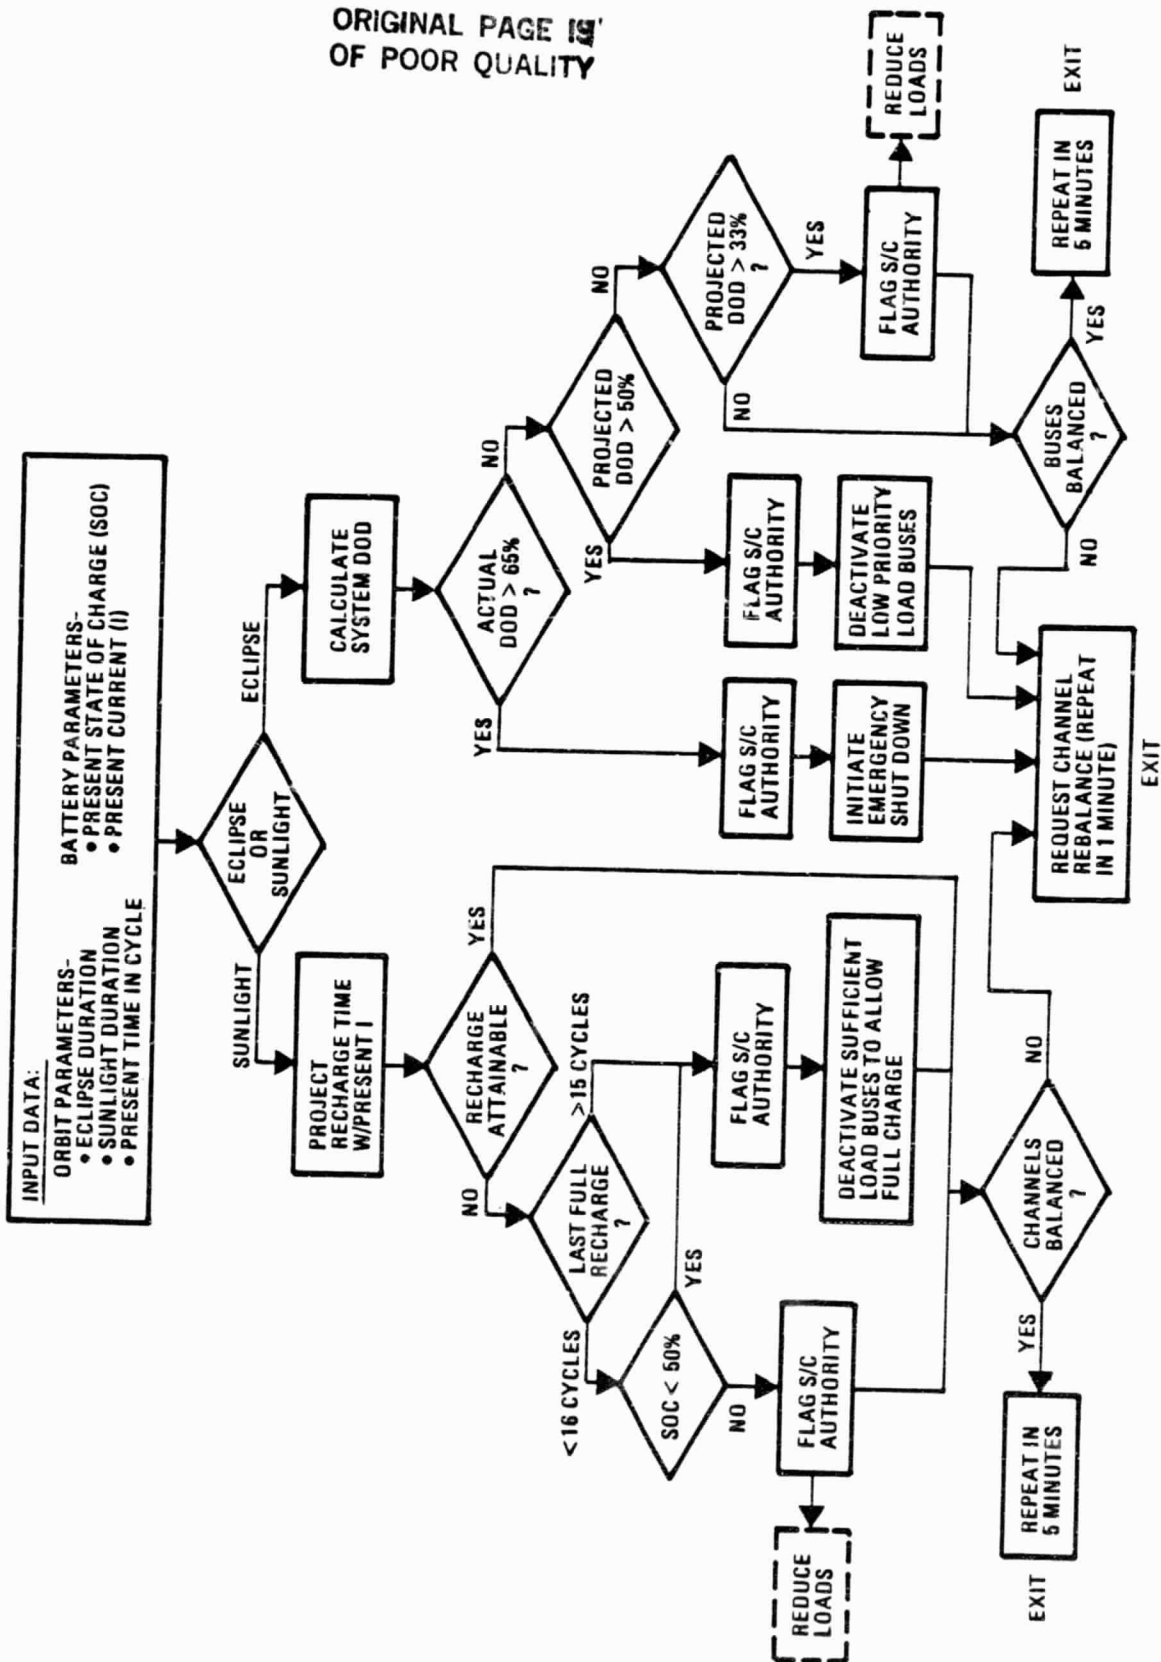 ORIGINAL PAGE IS
OF POOR QUALITY
INPUT DATA:
ORBIT PARAMETERS-
• ECLIPSE DURATION
• SUNLIGHT DURATION
• PRESENT TIME IN CYCLE
BATTERY PARAMETERS-
• PRESENT STATE OF CHARGE (SOC)
• PRESENT CURRENT (I)
ECLIPSE
OR
SUNLIGHT
SUNLIGHT
ECLIPSE
PROJECT
RECHARGE TIME
W/PRESENT I
RECHARGE
ATTAINABLE
?
YES
NO
LAST FULL
RECHARGE
?
>15 CYCLES
<16 CYCLES
SOC < 50%
YES
NO
FLAG S/C
AUTHORITY
REDUCE
LOADS
FLAG S/C
AUTHORITY
DEACTIVATE SUFFICIENT
LOAD BUSES TO ALLOW
FULL CHARGE
CHANNELS
BALANCED
?
YES
NO
REPEAT IN
5 MINUTES
EXIT
CALCULATE
SYSTEM DOD
ACTUAL
DOD > 65%
?
YES
NO
FLAG S/C
AUTHORITY
INITIATE
EMERGENCY
SHUT DOWN
PROJECTED
DOD > 50%
?
YES
NO
FLAG S/C
AUTHORITY
DEACTIVATE
LOW PRIORITY
LOAD BUSES
PROJECTED
DOD > 33%
?
NO
YES
FLAG S/C
AUTHORITY
REDUCE
LOADS
BUSES
BALANCED
?
NO
YES
REPEAT IN
5 MINUTES
EXIT
REQUEST CHANNEL
REBALANCE (REPEAT
IN 1 MINUTE)
EXIT